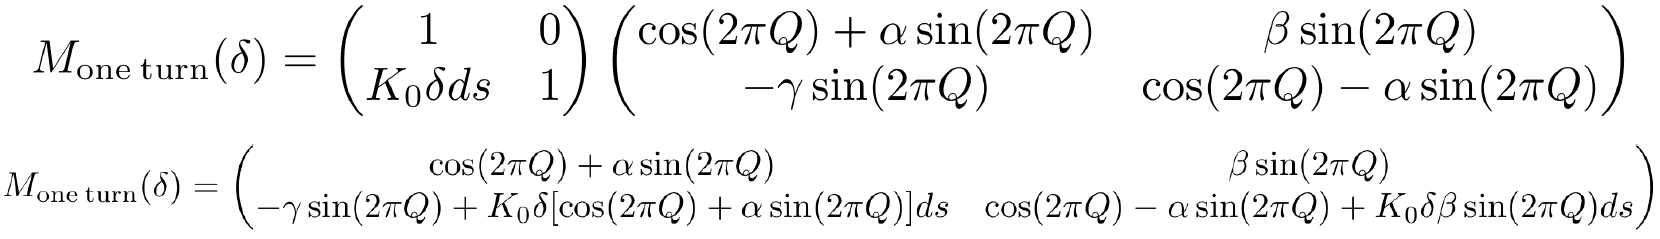 M_{\text{one turn}}(\delta) = \begin{pmatrix} 1 & 0 \\ K_0 \delta ds & 1 \end{pmatrix} \begin{pmatrix} \cos(2\pi Q) + \alpha \sin(2\pi Q) & \beta \sin(2\pi Q) \\ -\gamma \sin(2\pi Q) & \cos(2\pi Q) - \alpha \sin(2\pi Q) \end{pmatrix}
M_{\text{one turn}}(\delta) = \begin{pmatrix} \cos(2\pi Q) + \alpha \sin(2\pi Q) & \beta \sin(2\pi Q) \\ -\gamma \sin(2\pi Q) + K_0 \delta [\cos(2\pi Q) + \alpha \sin(2\pi Q)] ds & \cos(2\pi Q) - \alpha \sin(2\pi Q) + K_0 \delta \beta \sin(2\pi Q) ds \end{pmatrix}